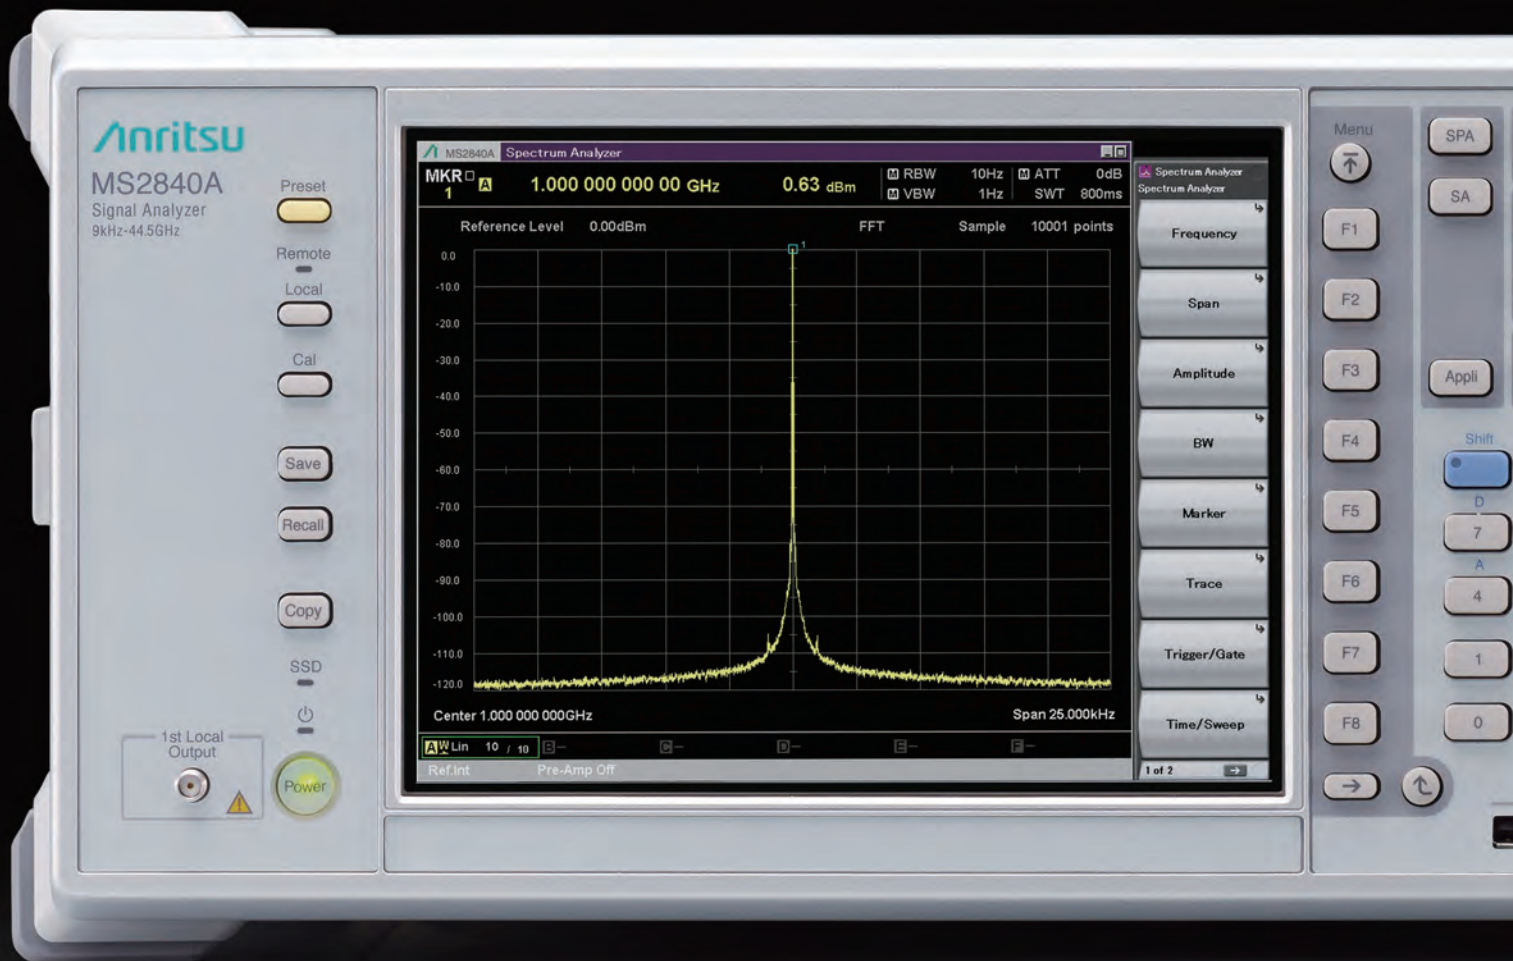 Anritsu
MS2840A
Signal Analyzer
9kHz-44.5GHz
Preset
Remote
Local
Cal
Save
Recall
Copy
SSD
1st Local
Output
Power
MS2840A Spectrum Analyzer
MKR 1 A 1.000 000 000 00 GHz 0.63 dBm
M RBW 10Hz M ATT 0dB
M VBW 1Hz SWT 800ms
Reference Level 0.00dBm FFT Sample 10001 points
1
0.0
-10.0
-20.0
-30.0
-40.0
-50.0
-60.0
-70.0
-80.0
-90.0
-100.0
-110.0
-120.0
Center 1.000 000 000GHz Span 25.000kHz
A W Lin 10 / 10 B - C - D - E - F -
Ref.Int Pre-Amp Off
Spectrum Analyzer
Spectrum Analyzer
Frequency
Span
Amplitude
BW
Marker
Trace
Trigger/Gate
Time/Sweep
1 of 2
Menu
F1
F2
F3
F4
F5
F6
F7
F8
SPA
SA
Appli
Shift
D
7
A
4
1
0